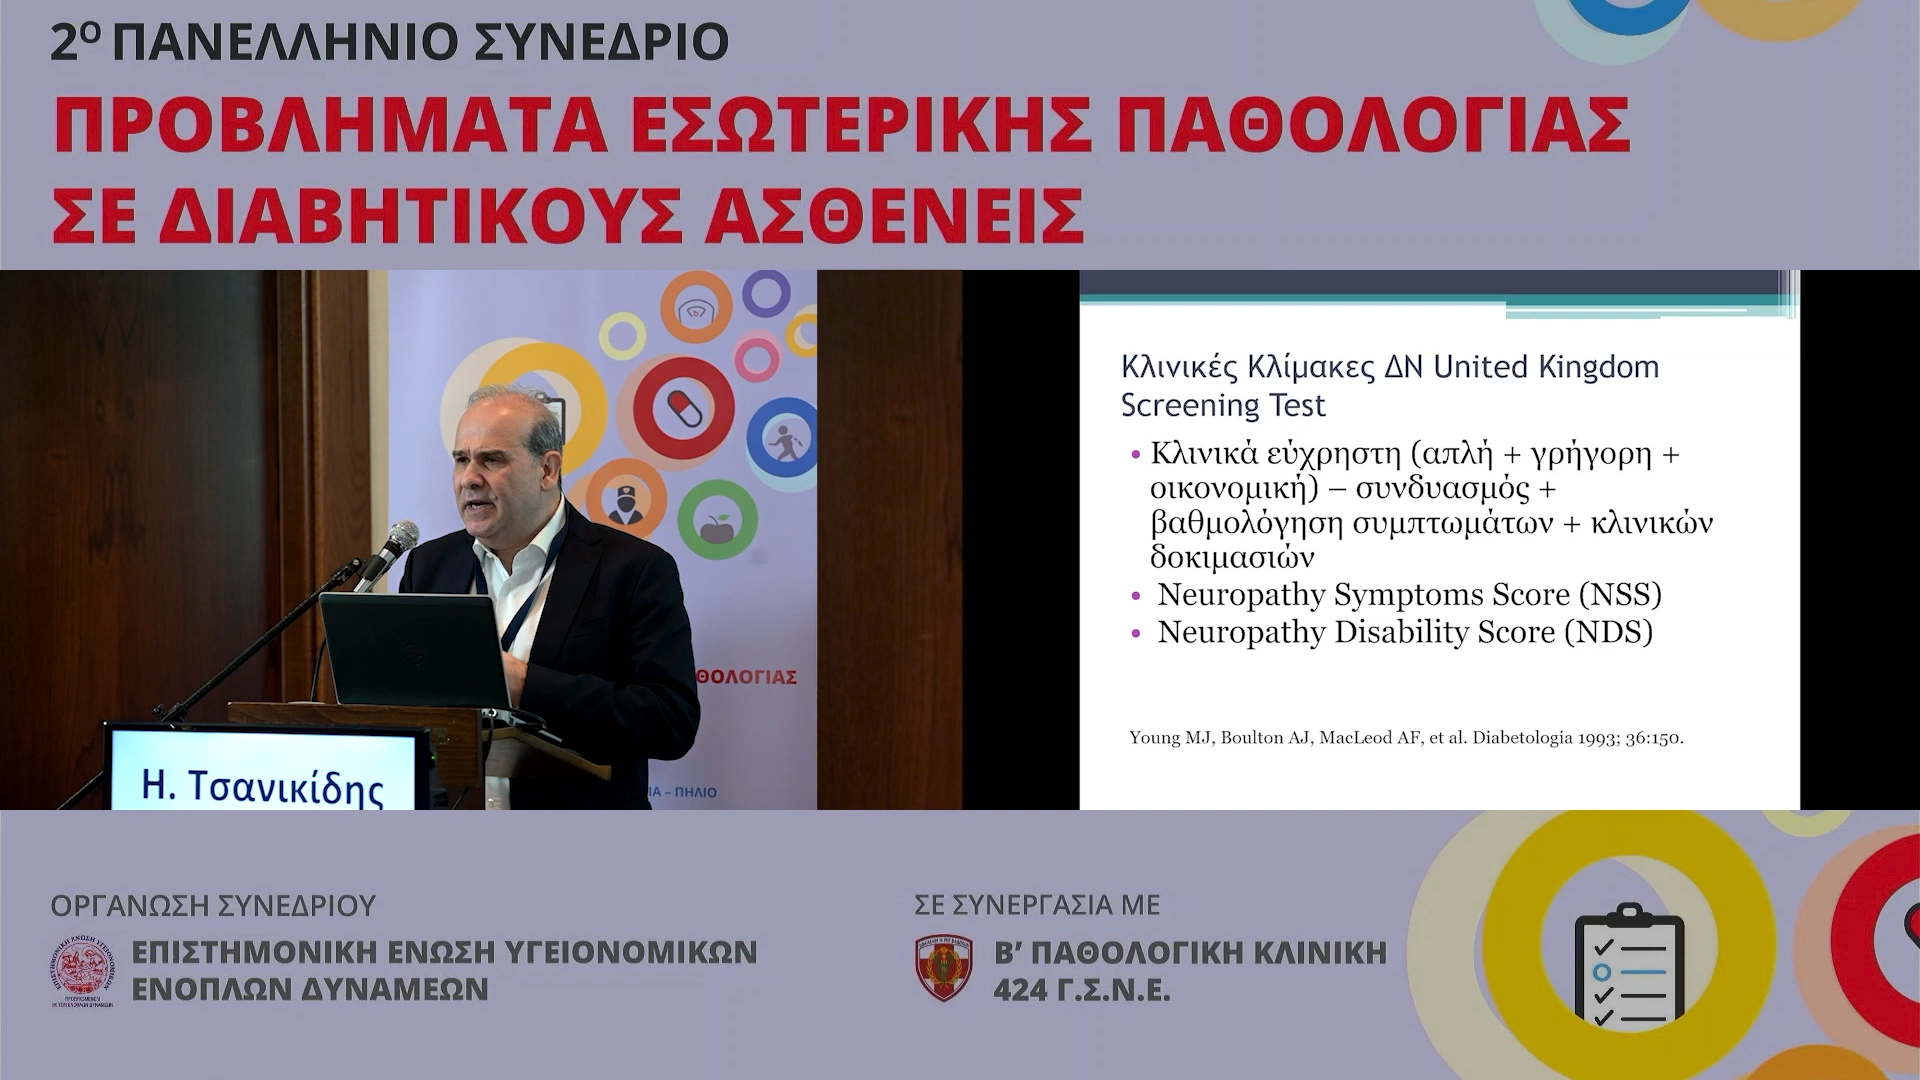 2Ο ΠΑΝΕΛΛΗΝΙΟ ΣΥΝΕΔΡΙΟ
ΠΡΟΒΛΗΜΑΤΑ ΕΣΩΤΕΡΙΚΗΣ ΠΑΘΟΛΟΓΙΑΣ
ΣΕ ΔΙΑΒΗΤΙΚΟΥΣ ΑΣΘΕΝΕΙΣ
ΘΟΛΟΓΙΑΣ
ΙΑ – ΠΗΛΙΟ
Η. Τσανικίδης
Κλινικές Κλίμακες ΔΝ United Kingdom
Screening Test
• Κλινικά εύχρηστη (απλή + γρήγορη +
οικονομική) – συνδυασμός +
βαθμολόγηση συμπτωμάτων + κλινικών
δοκιμασιών
• Neuropathy Symptoms Score (NSS)
• Neuropathy Disability Score (NDS)
Young MJ, Boulton AJ, MacLeod AF, et al. Diabetologia 1993; 36:150.
ΟΡΓΑΝΩΣΗ ΣΥΝΕΔΡΙΟΥ
ΕΠΙΣΤΗΜΟΝΙΚΗ ΕΝΩΣΗ ΥΓΕΙΟΝΟΜΙΚΩΝ
ΕΝΟΠΛΩΝ ΔΥΝΑΜΕΩΝ
ΣΕ ΣΥΝΕΡΓΑΣΙΑ ΜΕ
Β’ ΠΑΘΟΛΟΓΙΚΗ ΚΛΙΝΙΚΗ
424 Γ.Σ.Ν.Ε.